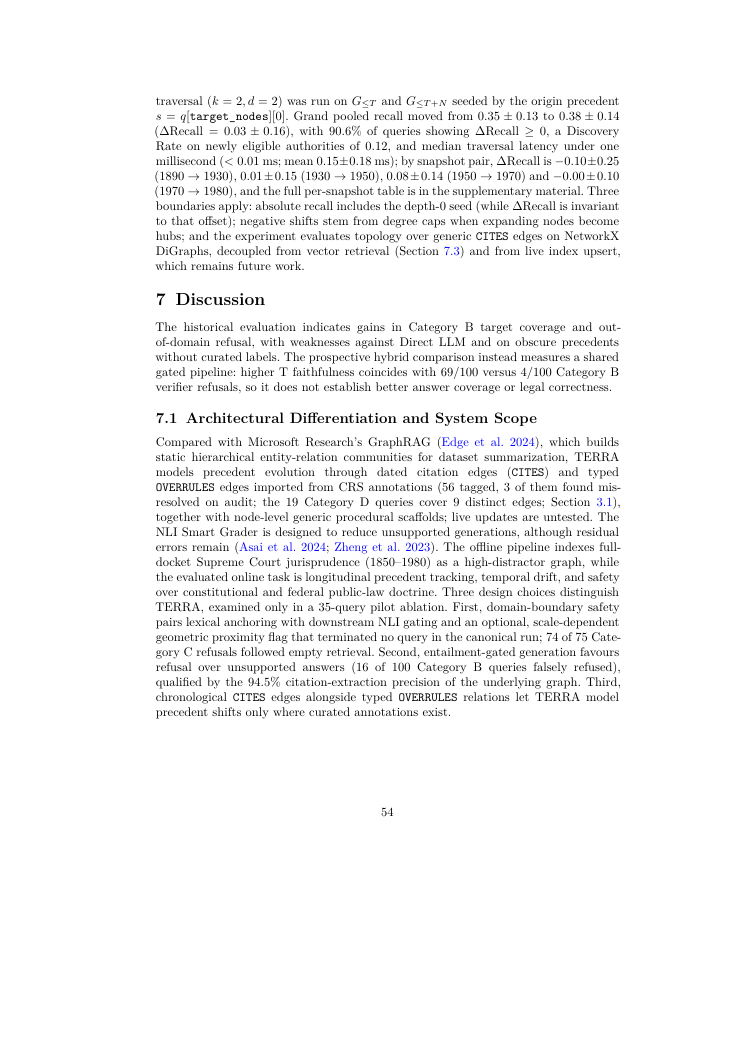 traversal (k = 2, d = 2) was run on G≤T and G≤T+N seeded by the origin precedent
s = q[target_nodes][0]. Grand pooled recall moved from 0.35 ± 0.13 to 0.38 ± 0.14
(ΔRecall = 0.03 ± 0.16), with 90.6% of queries showing ΔRecall ≥ 0, a Discovery
Rate on newly eligible authorities of 0.12, and median traversal latency under one
millisecond (< 0.01 ms; mean 0.15±0.18 ms); by snapshot pair, ΔRecall is −0.10±0.25
(1890 → 1930), 0.01±0.15 (1930 → 1950), 0.08±0.14 (1950 → 1970) and −0.00±0.10
(1970 → 1980), and the full per-snapshot table is in the supplementary material. Three
boundaries apply: absolute recall includes the depth-0 seed (while ΔRecall is invariant
to that offset); negative shifts stem from degree caps when expanding nodes become
hubs; and the experiment evaluates topology over generic CITES edges on NetworkX
DiGraphs, decoupled from vector retrieval (Section 7.3) and from live index upsert,
which remains future work.
7 Discussion
The historical evaluation indicates gains in Category B target coverage and out-
of-domain refusal, with weaknesses against Direct LLM and on obscure precedents
without curated labels. The prospective hybrid comparison instead measures a shared
gated pipeline: higher T faithfulness coincides with 69/100 versus 4/100 Category B
verifier refusals, so it does not establish better answer coverage or legal correctness.
7.1 Architectural Differentiation and System Scope
Compared with Microsoft Research's GraphRAG (Edge et al. 2024), which builds
static hierarchical entity-relation communities for dataset summarization, TERRA
models precedent evolution through dated citation edges (CITES) and typed
OVERRULES edges imported from CRS annotations (56 tagged, 3 of them found mis-
resolved on audit; the 19 Category D queries cover 9 distinct edges; Section 3.1),
together with node-level generic procedural scaffolds; live updates are untested. The
NLI Smart Grader is designed to reduce unsupported generations, although residual
errors remain (Asai et al. 2024; Zheng et al. 2023). The offline pipeline indexes full-
docket Supreme Court jurisprudence (1850–1980) as a high-distractor graph, while
the evaluated online task is longitudinal precedent tracking, temporal drift, and safety
over constitutional and federal public-law doctrine. Three design choices distinguish
TERRA, examined only in a 35-query pilot ablation. First, domain-boundary safety
pairs lexical anchoring with downstream NLI gating and an optional, scale-dependent
geometric proximity flag that terminated no query in the canonical run; 74 of 75 Cate-
gory C refusals followed empty retrieval. Second, entailment-gated generation favours
refusal over unsupported answers (16 of 100 Category B queries falsely refused),
qualified by the 94.5% citation-extraction precision of the underlying graph. Third,
chronological CITES edges alongside typed OVERRULES relations let TERRA model
precedent shifts only where curated annotations exist.
54